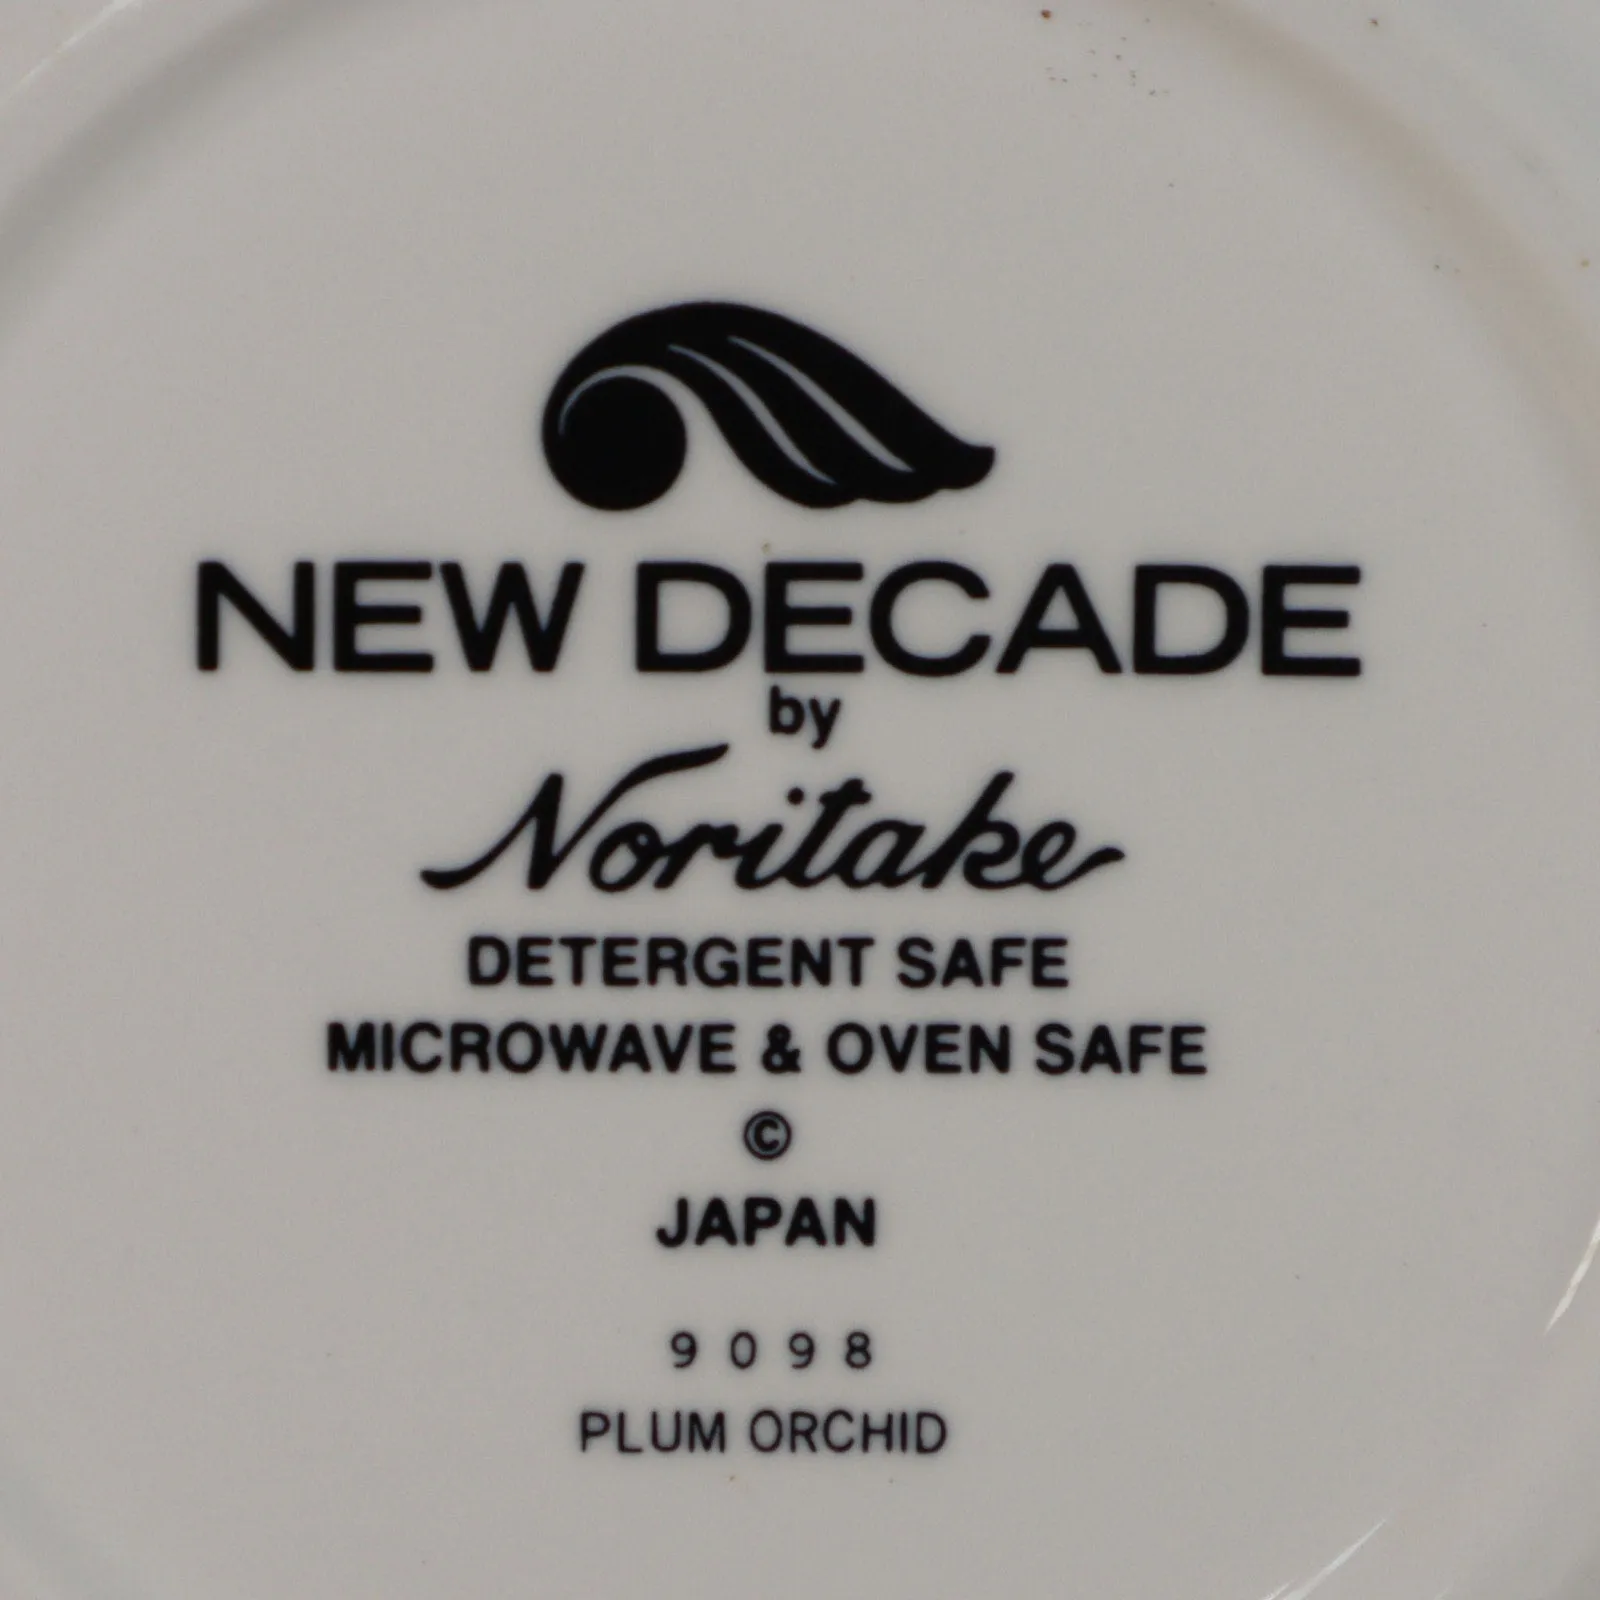 NEW DECADE
by
Noritake
DETERGENT SAFE
MICROWAVE & OVEN SAFE
©
JAPAN
9098
PLUM ORCHID